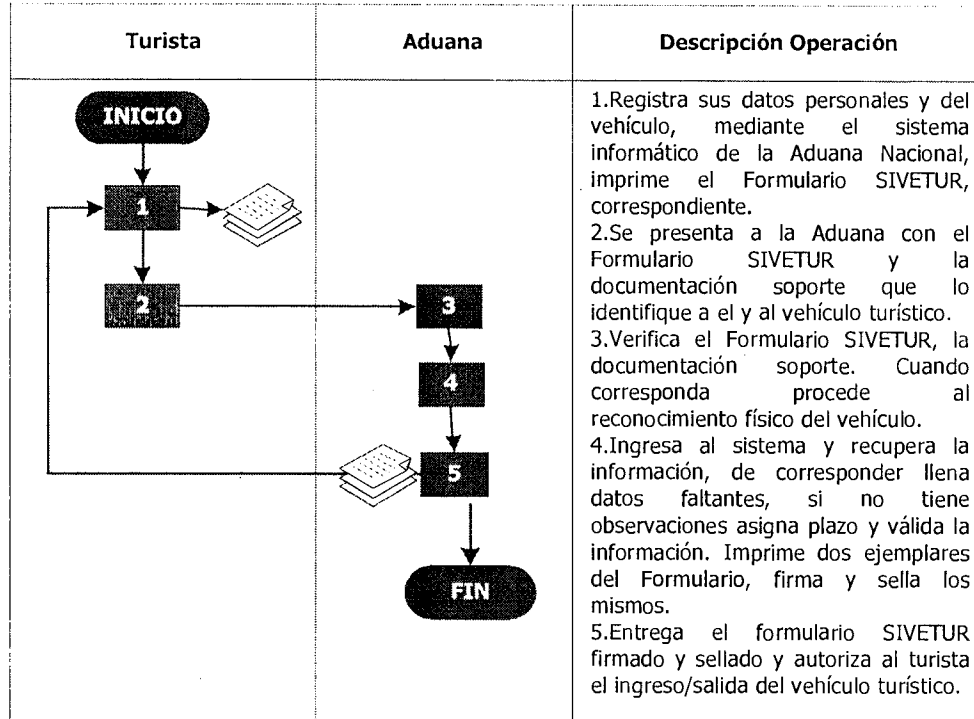 Turista
Aduana
Descripción Operación
INICIO
1
2
3
4
5
FIN
1.Registra sus datos personales y del
vehículo, mediante el sistema
informático de la Aduana Nacional,
imprime el Formulario SIVETUR,
correspondiente.
2.Se presenta a la Aduana con el
Formulario SIVETUR y la
documentación soporte que lo
identifique a el y al vehículo turístico.
3.Verifica el Formulario SIVETUR, la
documentación soporte. Cuando
corresponda procede al
reconocimiento físico del vehículo.
4.Ingresa al sistema y recupera la
información, de corresponder llena
datos faltantes, si no tiene
observaciones asigna plazo y válida la
información. Imprime dos ejemplares
del Formulario, firma y sella los
mismos.
5.Entrega el formulario SIVETUR
firmado y sellado y autoriza al turista
el ingreso/salida del vehículo turístico.